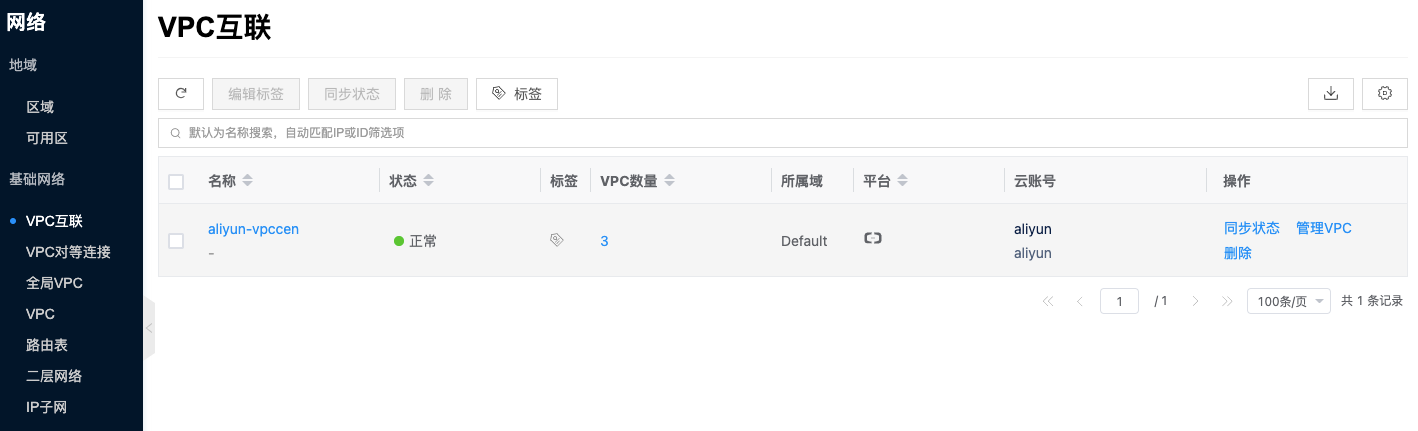 网络
地域
区域
可用区
基础网络
VPC互联
VPC对等连接
全局VPC
VPC
路由表
二层网络
IP子网
VPC互联
编辑标签 同步状态 删 除 标签
默认为名称搜索，自动匹配IP或ID筛选项
名称 状态 标签 VPC数量 所属域 平台 云账号 操作
aliyun-vpccen 正常 3 Default aliyun 同步状态 管理VPC
- aliyun 删除
1 / 1 100条/页 共 1 条记录